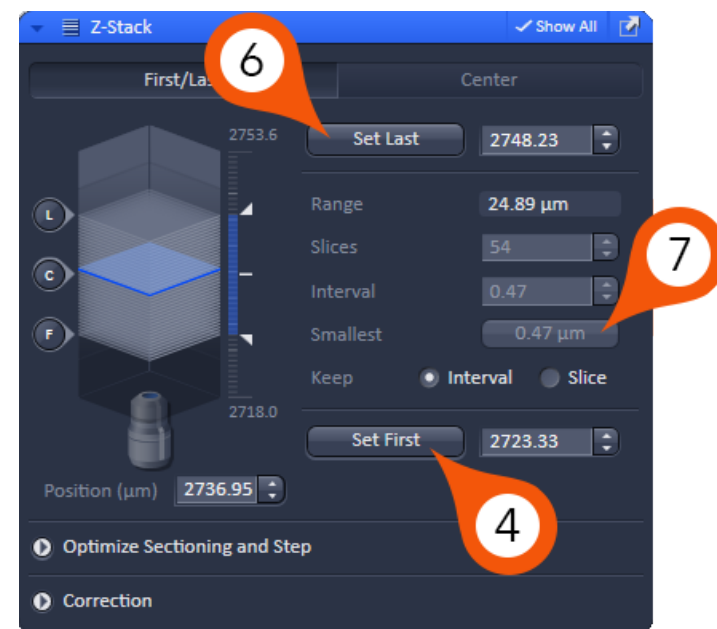 Z-Stack
Show All
6
First/La
Center
2753.6
Set Last
2748.23
L
Range
24.89 µm
Slices
54
7
C
Interval
0.47
F
Smallest
0.47 µm
Keep
Interval
Slice
2718.0
Set First
2723.33
Position (µm)
2736.95
4
Optimize Sectioning and Step
Correction